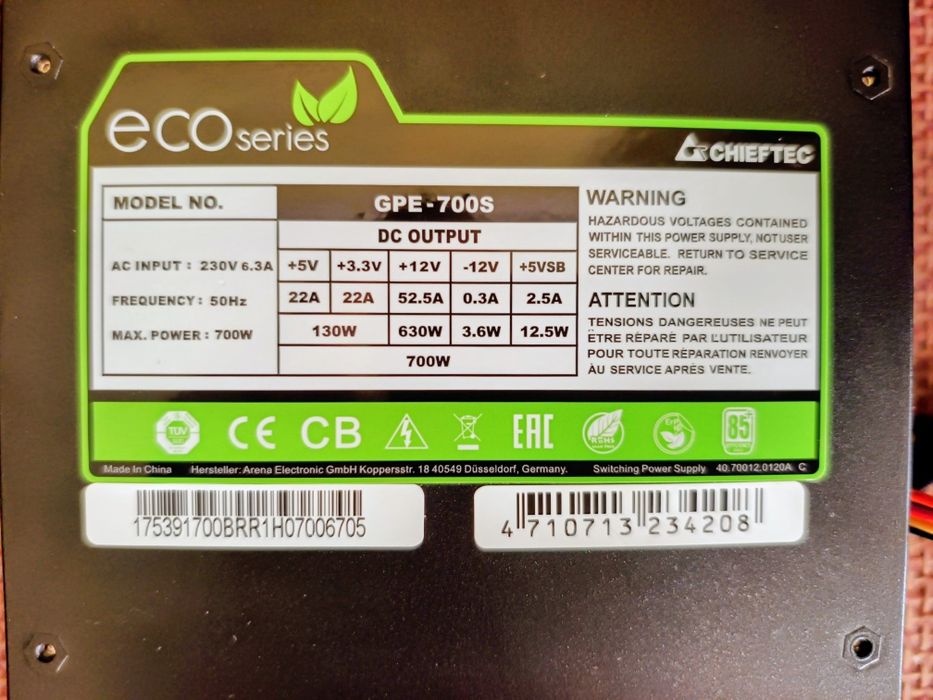 eco series
CHIEFTEC
MODEL NO. GPE-700S
DC OUTPUT
AC INPUT : 230V 6.3A +5V +3.3V +12V -12V +5VSB
FREQUENCY : 50Hz 22A 22A 52.5A 0.3A 2.5A
MAX. POWER : 700W 130W 630W 3.6W 12.5W
700W
WARNING
HAZARDOUS VOLTAGES CONTAINED
WITHIN THIS POWER SUPPLY, NOTUSER
SERVICEABLE. RETURN TO SERVICE
CENTER FOR REPAIR.
ATTENTION
TENSIONS DANGEREUSES NE PEUT
ÊTRE RÉPARÉ PAR L'UTILISATEUR
POUR TOUTE RÉPARATION RENVOYER
ÀU SERVICE APRÈS VENTE.
TÜV CE CB EAC RoHS ErP 85+
Made In China Hersteller: Arena Electronic GmbH Koppersstr. 18 40549 Düsseldorf, Germany. Switching Power Supply 40.70012.0120A C
175391700BRR1H07006705
4 710713 234208